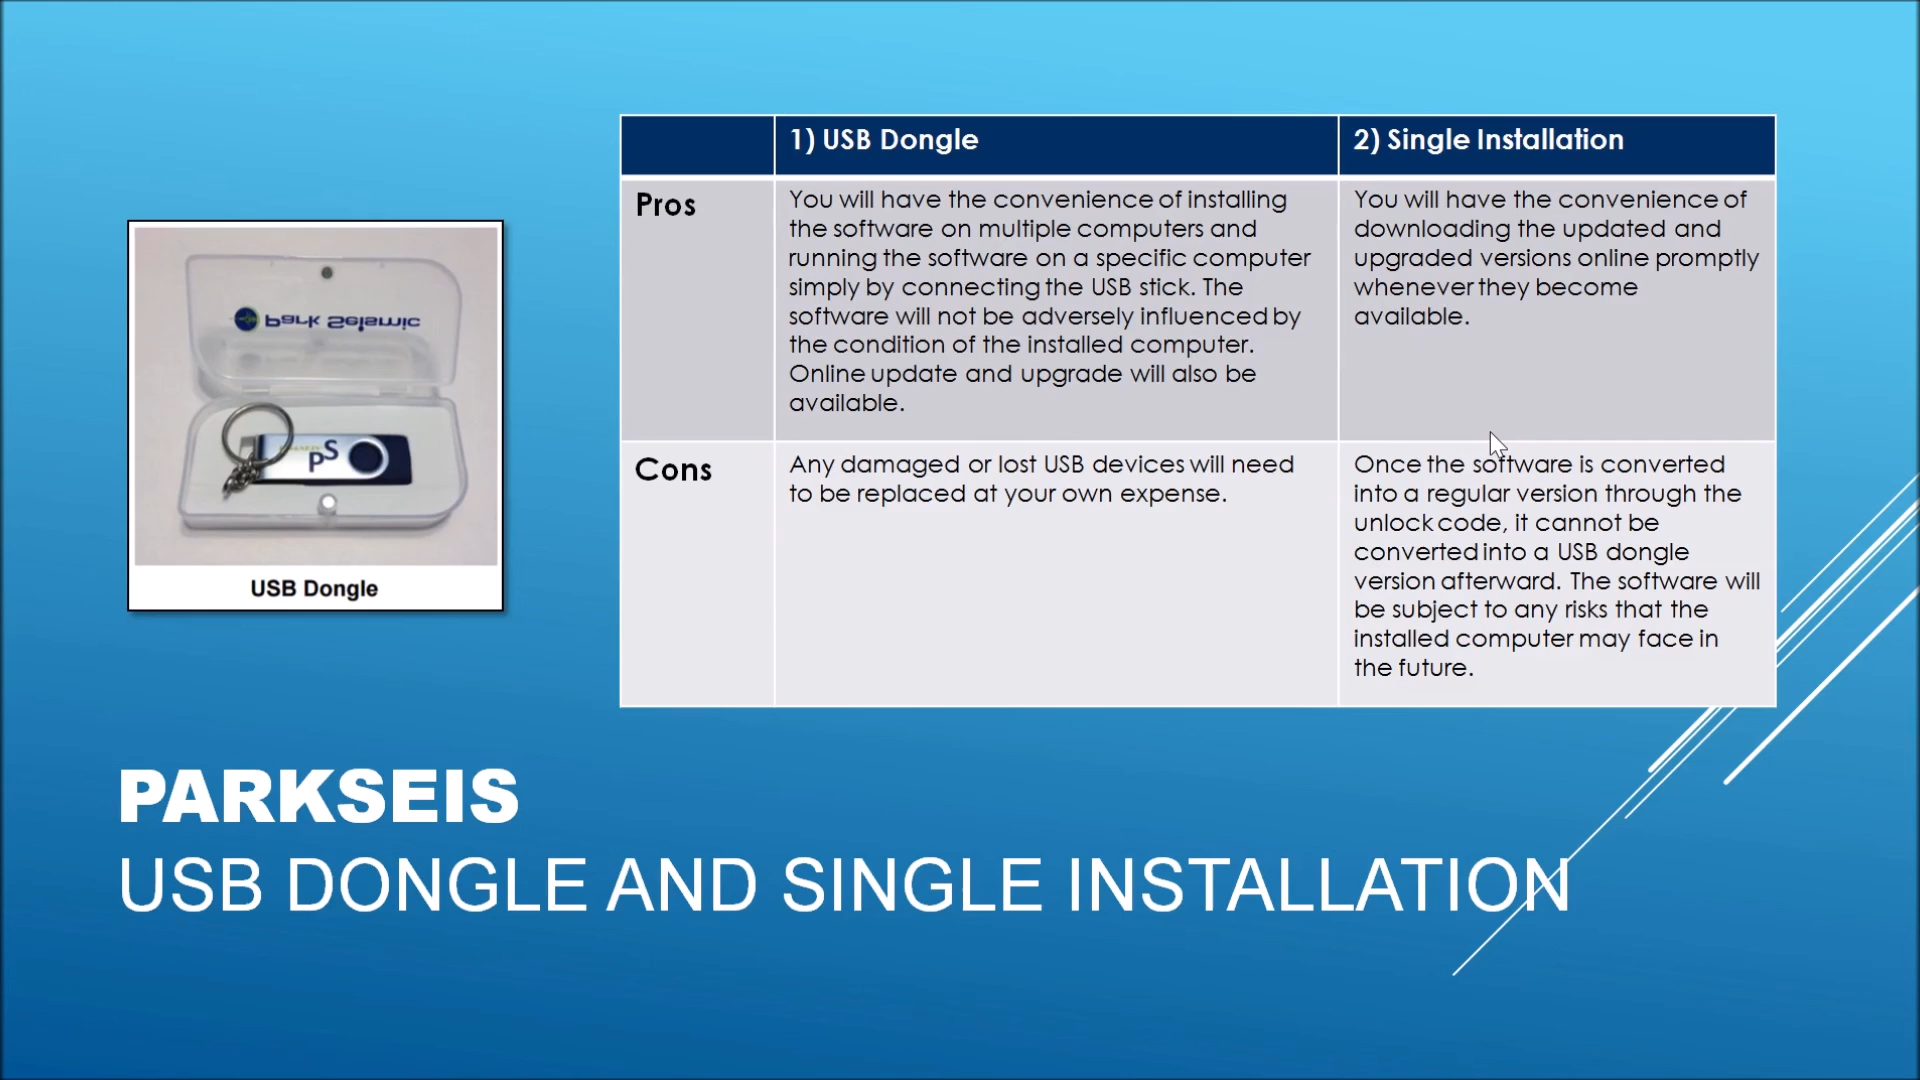 1) USB Dongle
2) Single Installation
Pros
You will have the convenience of installing
the software on multiple computers and
running the software on a specific computer
simply by connecting the USB stick. The
software will not be adversely influenced by
the condition of the installed computer.
Online update and upgrade will also be
available.
You will have the convenience of
downloading the updated and
upgraded versions online promptly
whenever they become
available.
Cons
Any damaged or lost USB devices will need
to be replaced at your own expense.
Once the software is converted
into a regular version through the
unlock code, it cannot be
converted into a USB dongle
version afterward. The software will
be subject to any risks that the
installed computer may face in
the future.
Park Seismic
PS
USB Dongle
PARKSEIS
USB DONGLE AND SINGLE INSTALLATION